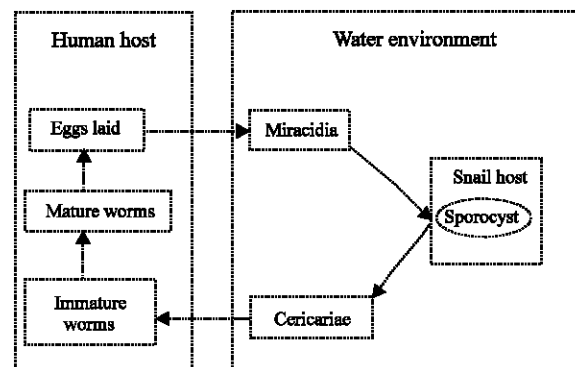 Human host
Water environment
Eggs laid
Miracidia
Snail host
Sporocyst
Mature worms
Immature
worms
Cericariae